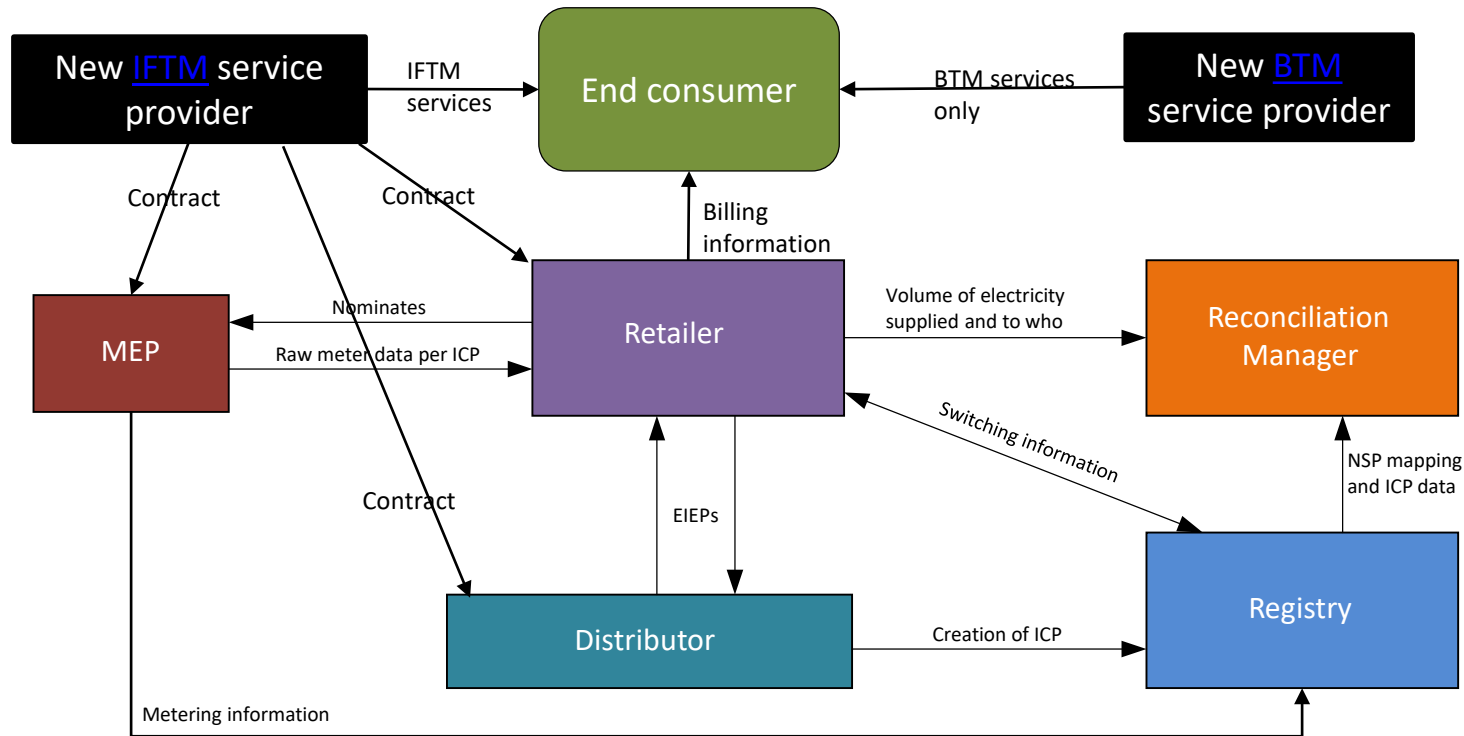 New IFTM service
provider
IFTM
services
End consumer
BTM services
only
New BTM
service provider
Contract
Contract
Billing
information
MEP
Nominates
Raw meter data per ICP
Retailer
Volume of electricity
supplied and to who
Reconciliation
Manager
Switching information
NSP mapping
and ICP data
Contract
EIEPs
Distributor
Creation of ICP
Registry
Metering information